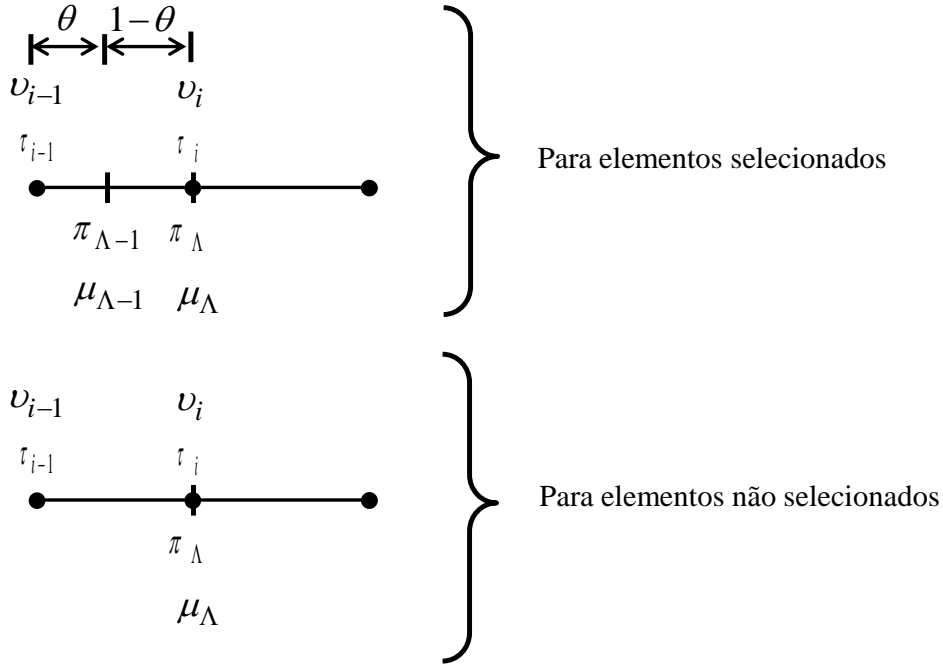 θ 1−θ
υ_{i−1} υ_i
τ_{i−1} τ_i
Para elementos selecionados
π_{Λ−1} π_Λ
μ_{Λ−1} μ_Λ
υ_{i−1} υ_i
τ_{i−1} τ_i
Para elementos não selecionados
π_Λ
μ_Λ